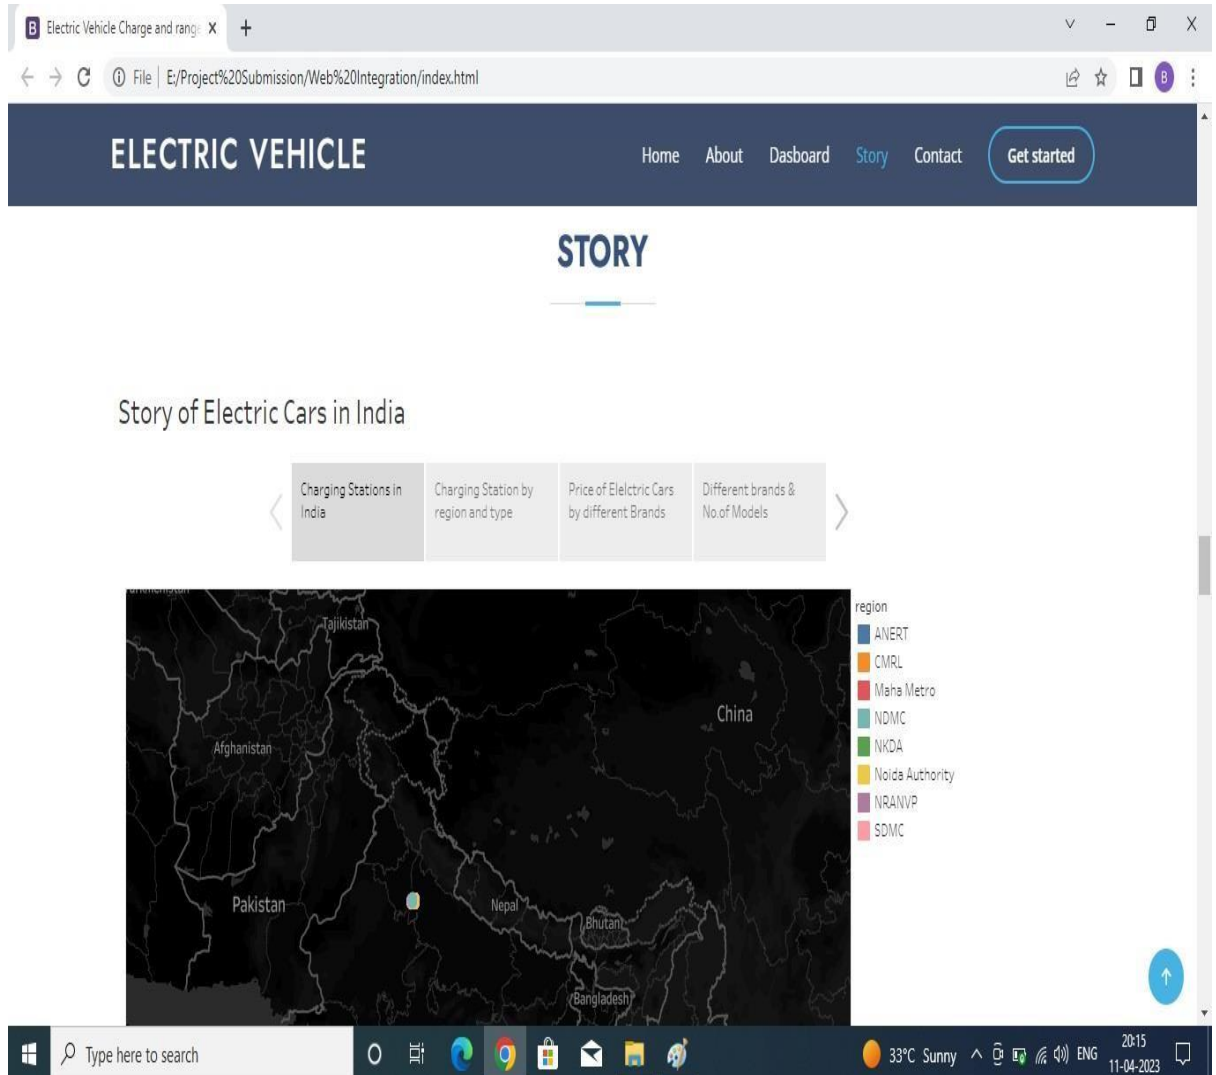 Electric Vehicle Charge and range
File E:/Project%20Submission/Web%20Integration/index.html
B
ELECTRIC VEHICLE
Home About Dasboard Story Contact Get started
STORY
Story of Electric Cars in India
Charging Stations in
India
Charging Station by
region and type
Price of Elelctric Cars
by different Brands
Different brands &
No.of Models
Turkmenistan
Tajikistan
China
Afghanistan
Pakistan
Nepal
Bhutan
Bangladesh
region
ANERT
CMRL
Maha Metro
NDMC
NKDA
Noida Authority
NRANVP
SDMC
Type here to search
33°C Sunny
ENG
20:15
11-04-2023